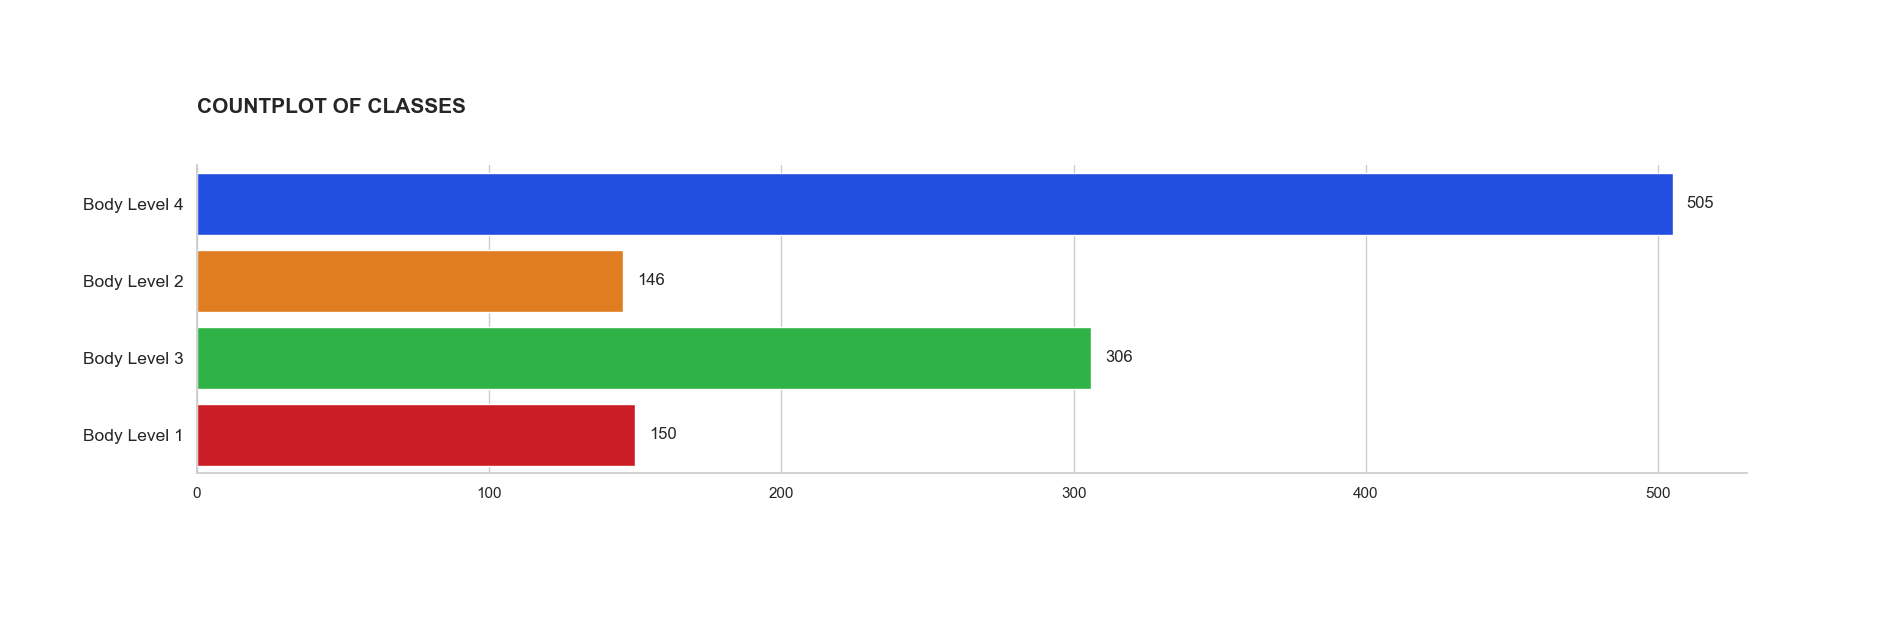 COUNTPLOT OF CLASSES
Body Level 4 505
Body Level 2 146
Body Level 3 306
Body Level 1 150
0 100 200 300 400 500